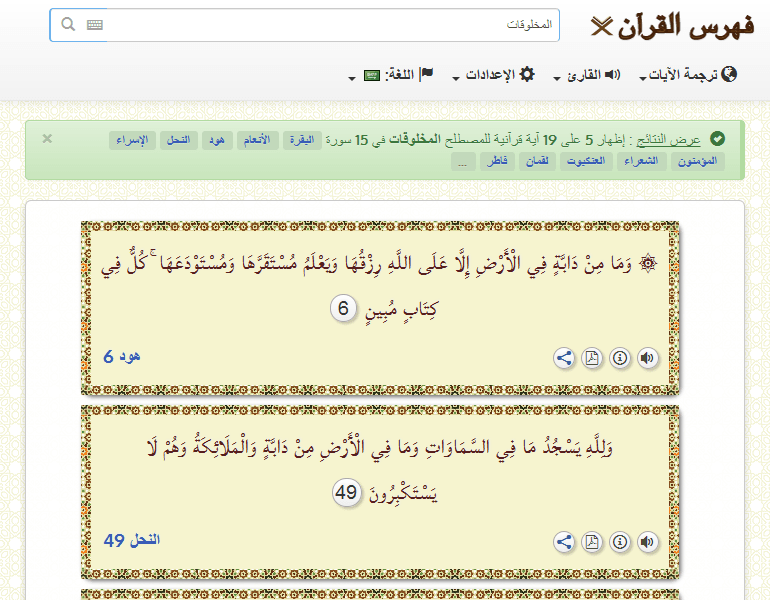 فهرس القرآن
المخلوقات
ترجمة الآيات
القارئ
الإعدادات
اللغة:
عرض النتائج : إظهار 5 على 19 آية قرآنية للمصطلح المخلوقات في 15 سورة البقرة الأنعام هود النحل الإسراء
المؤمنون الشعراء العنكبوت لقمان فاطر ...
۞ وَمَا مِنْ دَابَّةٍ فِي الْأَرْضِ إِلَّا عَلَى اللَّهِ رِزْقُهَا وَيَعْلَمُ مُسْتَقَرَّهَا وَمُسْتَوْدَعَهَا ۚ كُلٌّ فِي
كِتَابٍ مُبِينٍ 6
هود 6
وَلِلَّهِ يَسْجُدُ مَا فِي السَّمَاوَاتِ وَمَا فِي الْأَرْضِ مِنْ دَابَّةٍ وَالْمَلَائِكَةُ وَهُمْ لَا
يَسْتَكْبِرُونَ 49
النحل 49